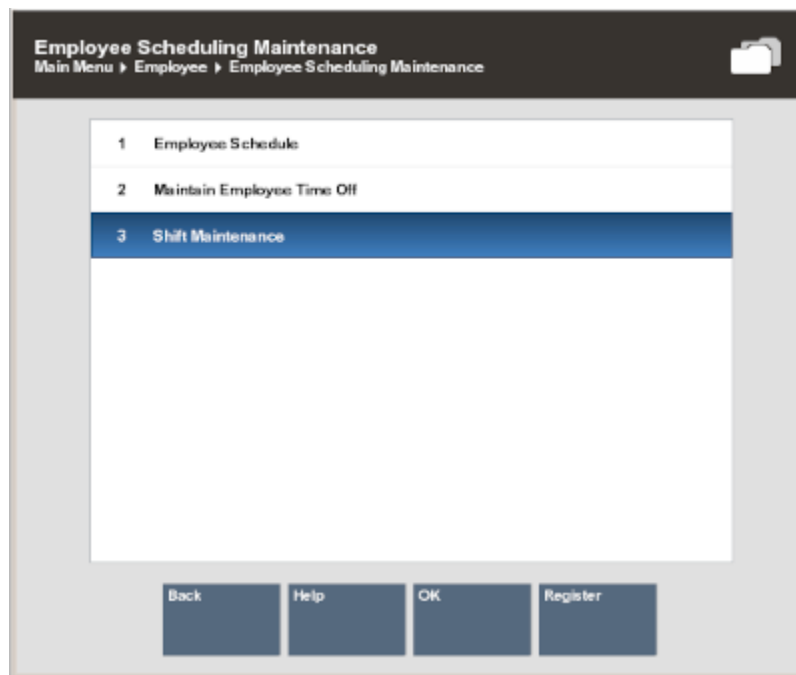 Employee Scheduling Maintenance
Main Menu ▸ Employee ▸ Employee Scheduling Maintenance
1 Employee Schedule
2 Maintain Employee Time Off
3 Shift Maintenance
Back Help OK Register